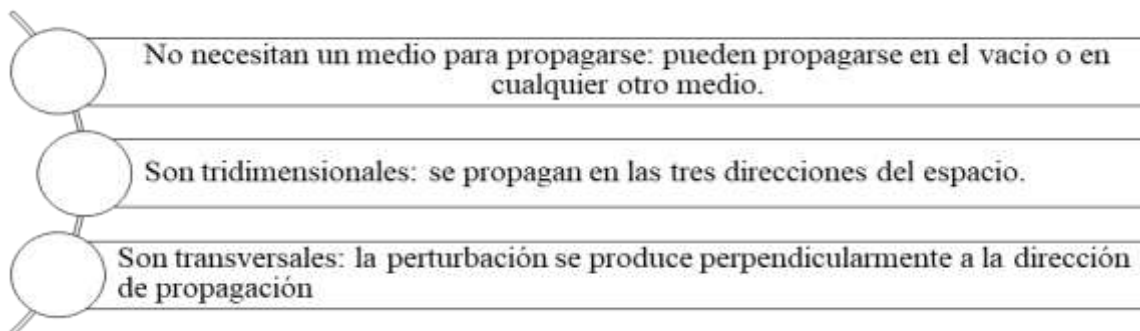 No necesitan un medio para propagarse: pueden propagarse en el vacio o en
cualquier otro medio.
Son tridimensionales: se propagan en las tres direcciones del espacio.
Son transversales: la perturbación se produce perpendicularmente a la dirección
de propagación